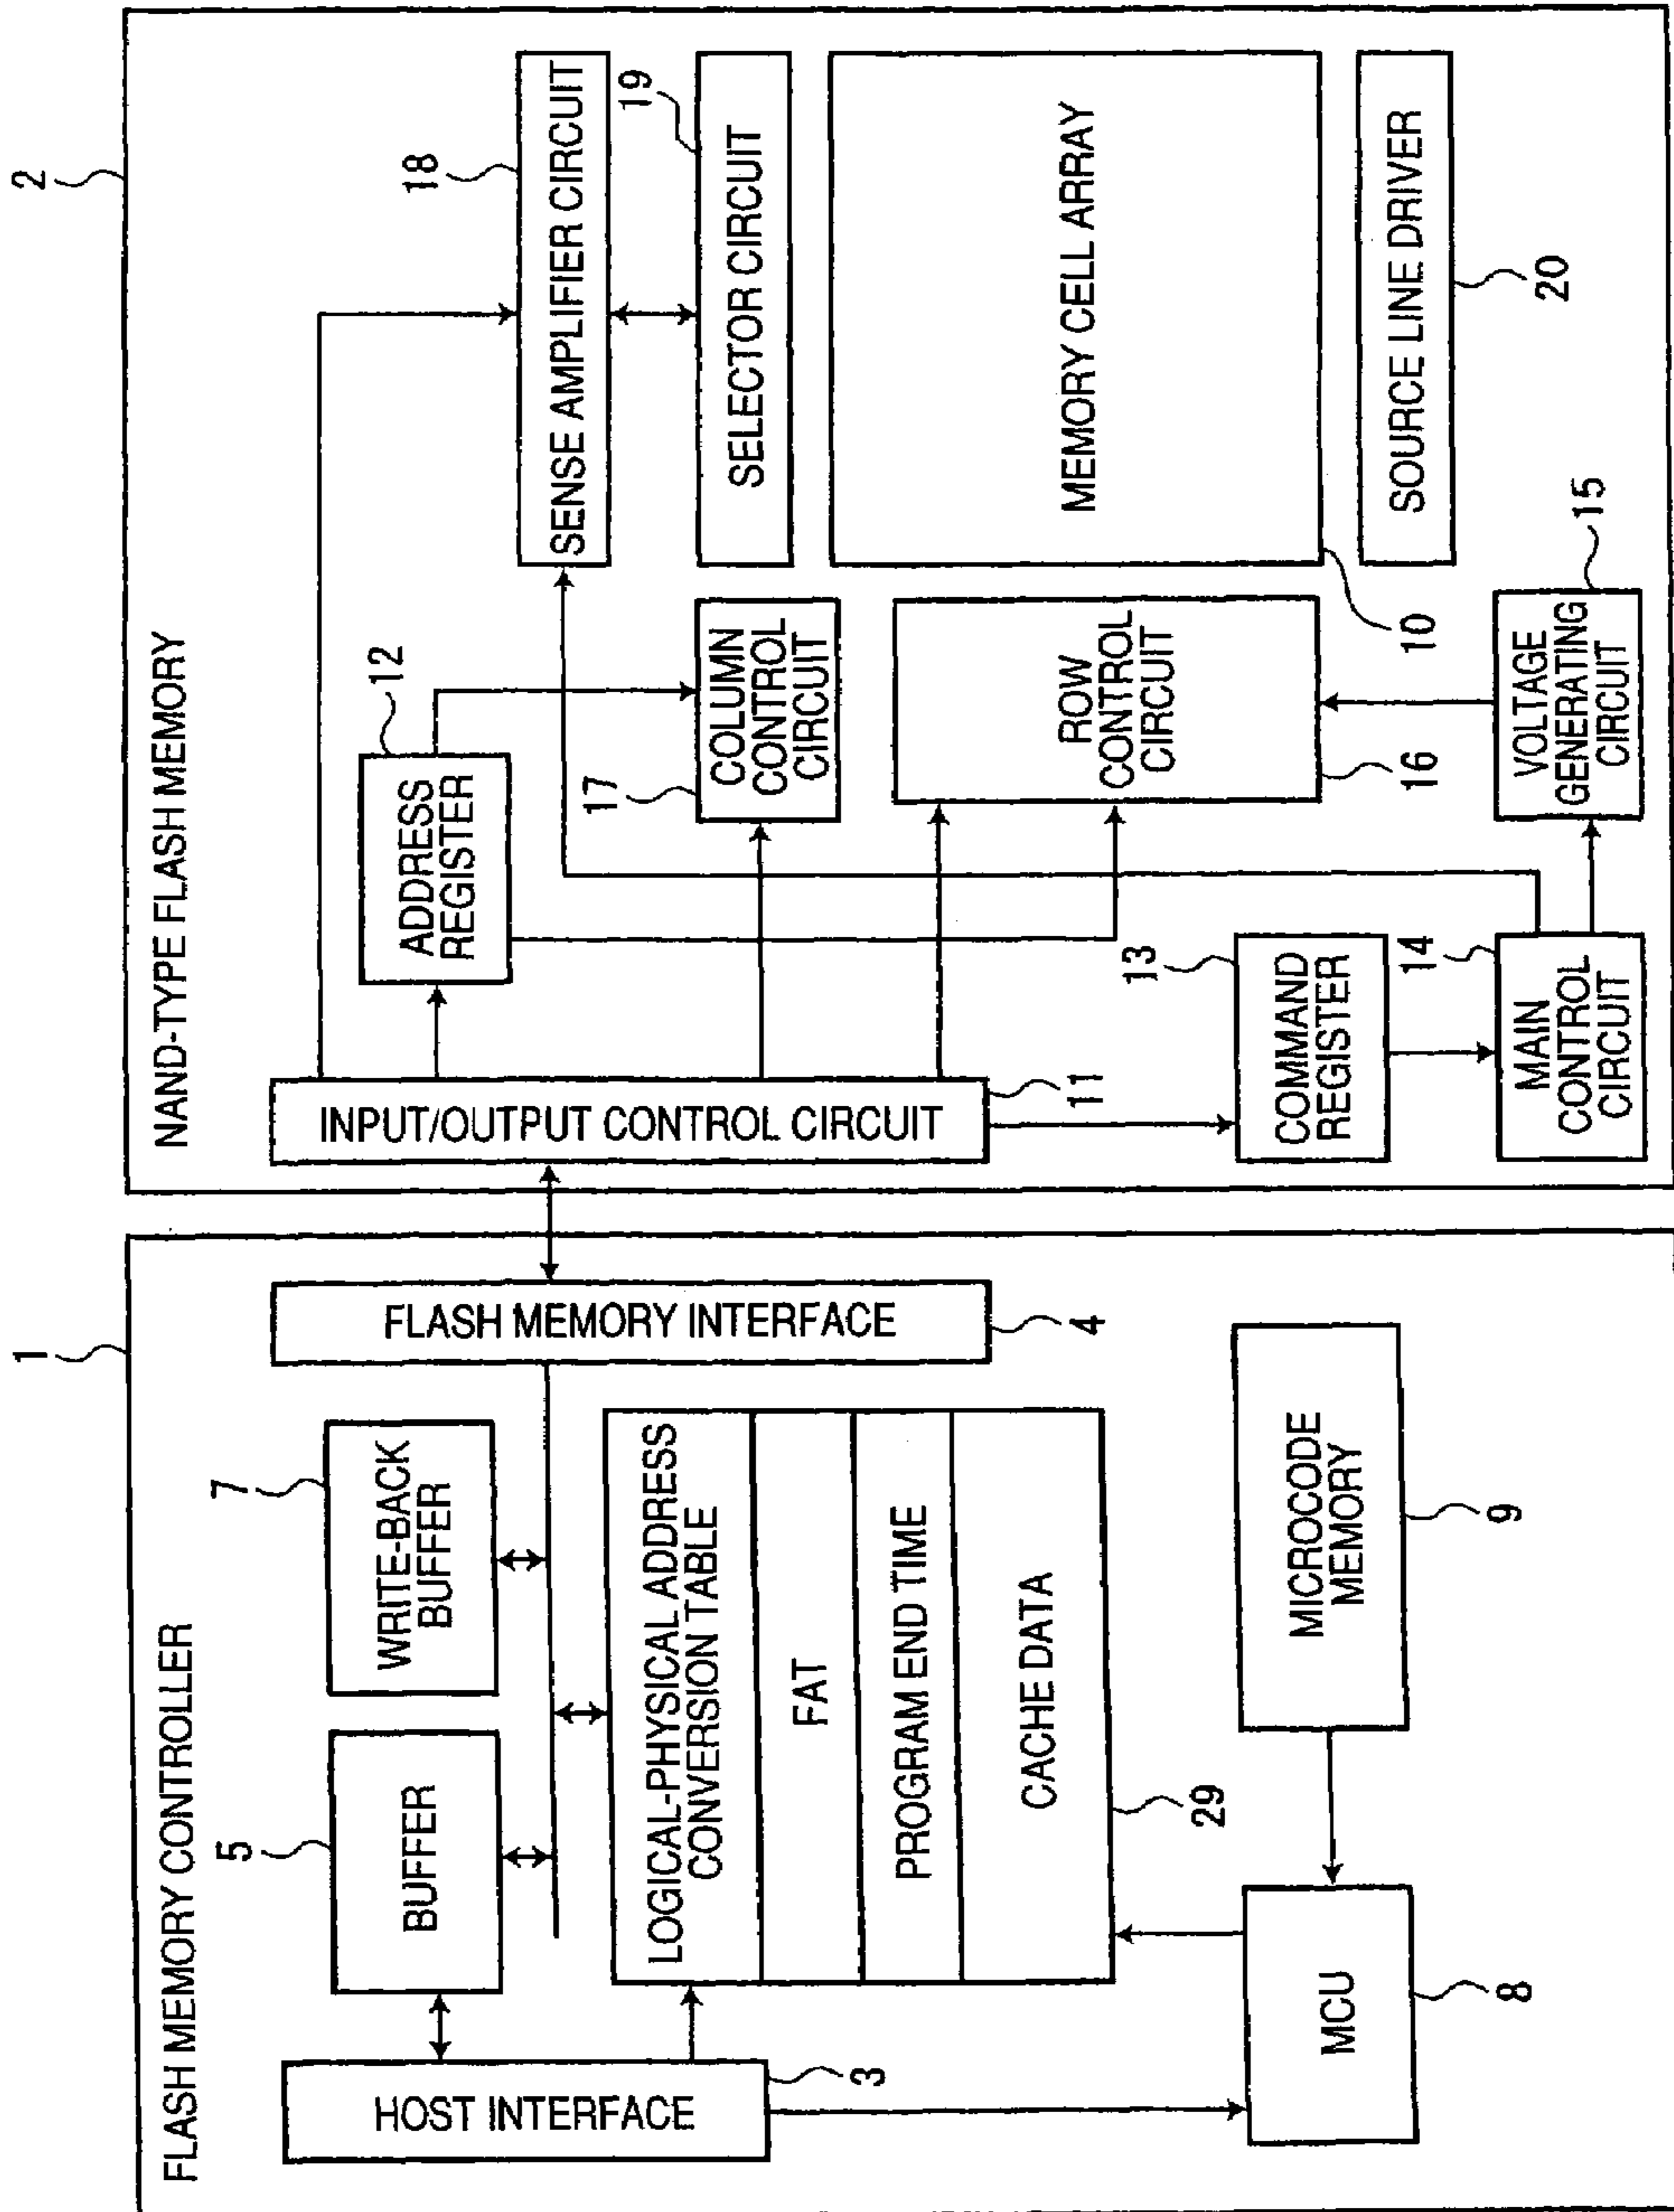 1
FLASH MEMORY CONTROLLER
HOST INTERFACE
3
5
BUFFER
7
WRITE-BACK
BUFFER
LOGICAL-PHYSICAL ADDRESS
CONVERSION TABLE
FAT
PROGRAM END TIME
CACHE DATA
29
FLASH MEMORY INTERFACE
4
MCU
8
MICROCODE
MEMORY
9
2
NAND-TYPE FLASH MEMORY
INPUT/OUTPUT CONTROL CIRCUIT
11
12
ADDRESS
REGISTER
18
SENSE AMPLIFIER CIRCUIT
19
SELECTOR CIRCUIT
17
COLUMN
CONTROL
CIRCUIT
MEMORY CELL ARRAY
10
ROW
CONTROL
CIRCUIT
16
13
COMMAND
REGISTER
14
MAIN
CONTROL
CIRCUIT
15
VOLTAGE
GENERATING
CIRCUIT
SOURCE LINE DRIVER
20